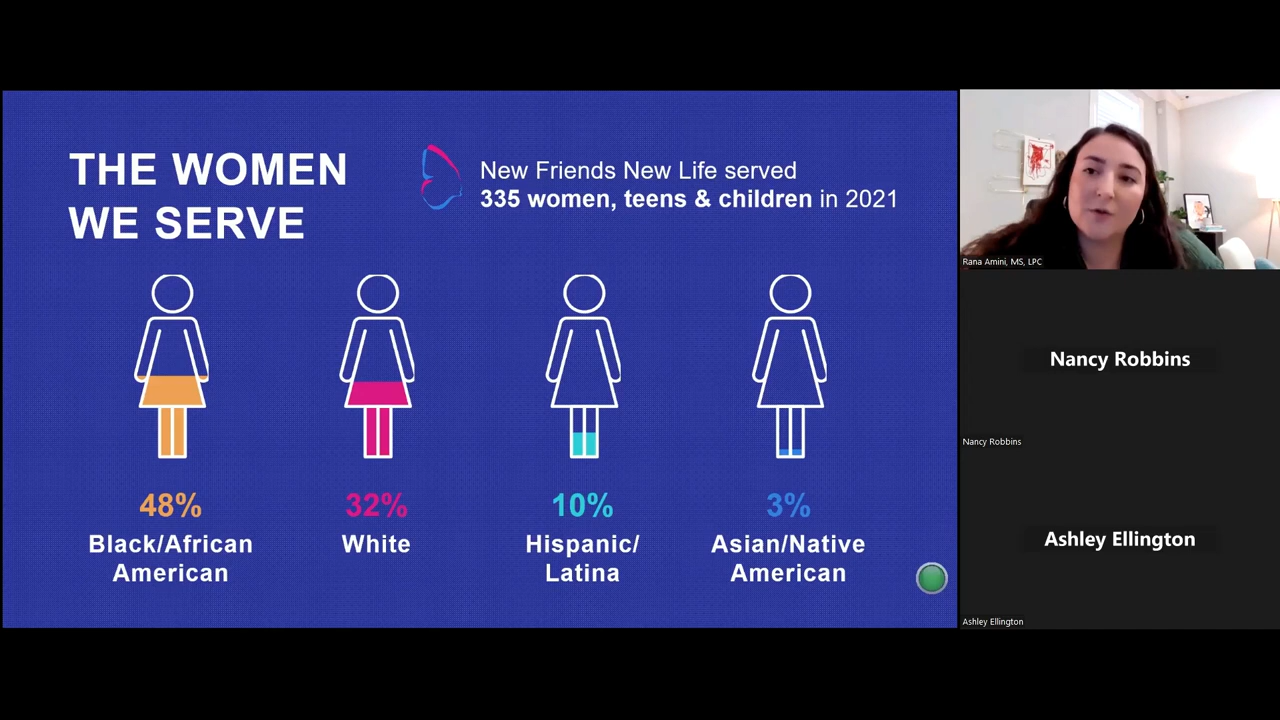 THE WOMEN
WE SERVE
New Friends New Life served
335 women, teens & children in 2021
48%
Black/African
American
32%
White
10%
Hispanic/
Latina
3%
Asian/Native
American
Rana Amini, MS, LPC
Nancy Robbins
Nancy Robbins
Ashley Ellington
Ashley Ellington